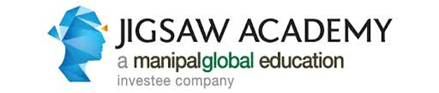 JIGSAW ACADEMY
a manipalglobal education
investee company